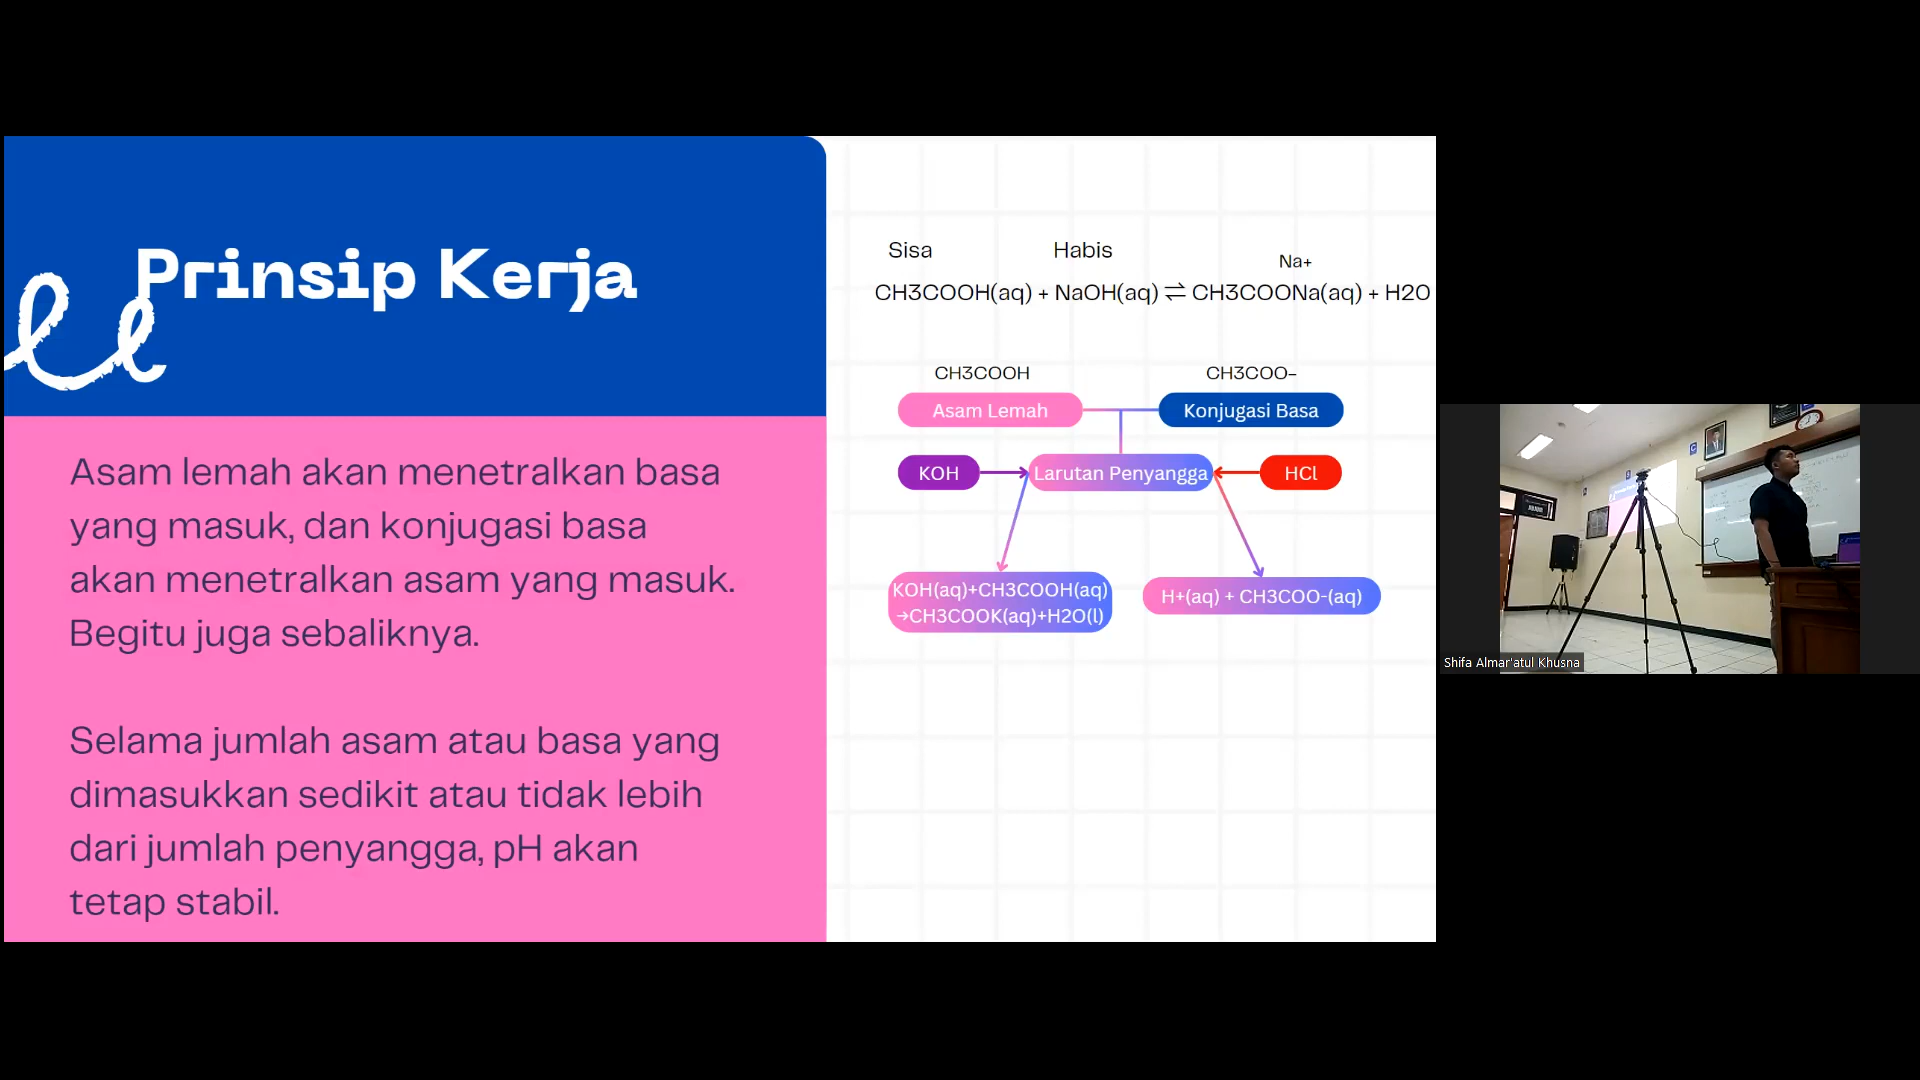 Prinsip Kerja
Asam lemah akan menetralkan basa
yang masuk, dan konjugasi basa
akan menetralkan asam yang masuk.
Begitu juga sebaliknya.
Selama jumlah asam atau basa yang
dimasukkan sedikit atau tidak lebih
dari jumlah penyangga, pH akan
tetap stabil.
Sisa Habis
Na+
CH3COOH(aq) + NaOH(aq) ⇌ CH3COONa(aq) + H2O
CH3COOH CH3COO-
Asam Lemah Konjugasi Basa
KOH Larutan Penyangga HCl
KOH(aq)+CH3COOH(aq)
→CH3COOK(aq)+H2O(l)
H+(aq) + CH3COO-(aq)
Shifa Almar'atul Khusna